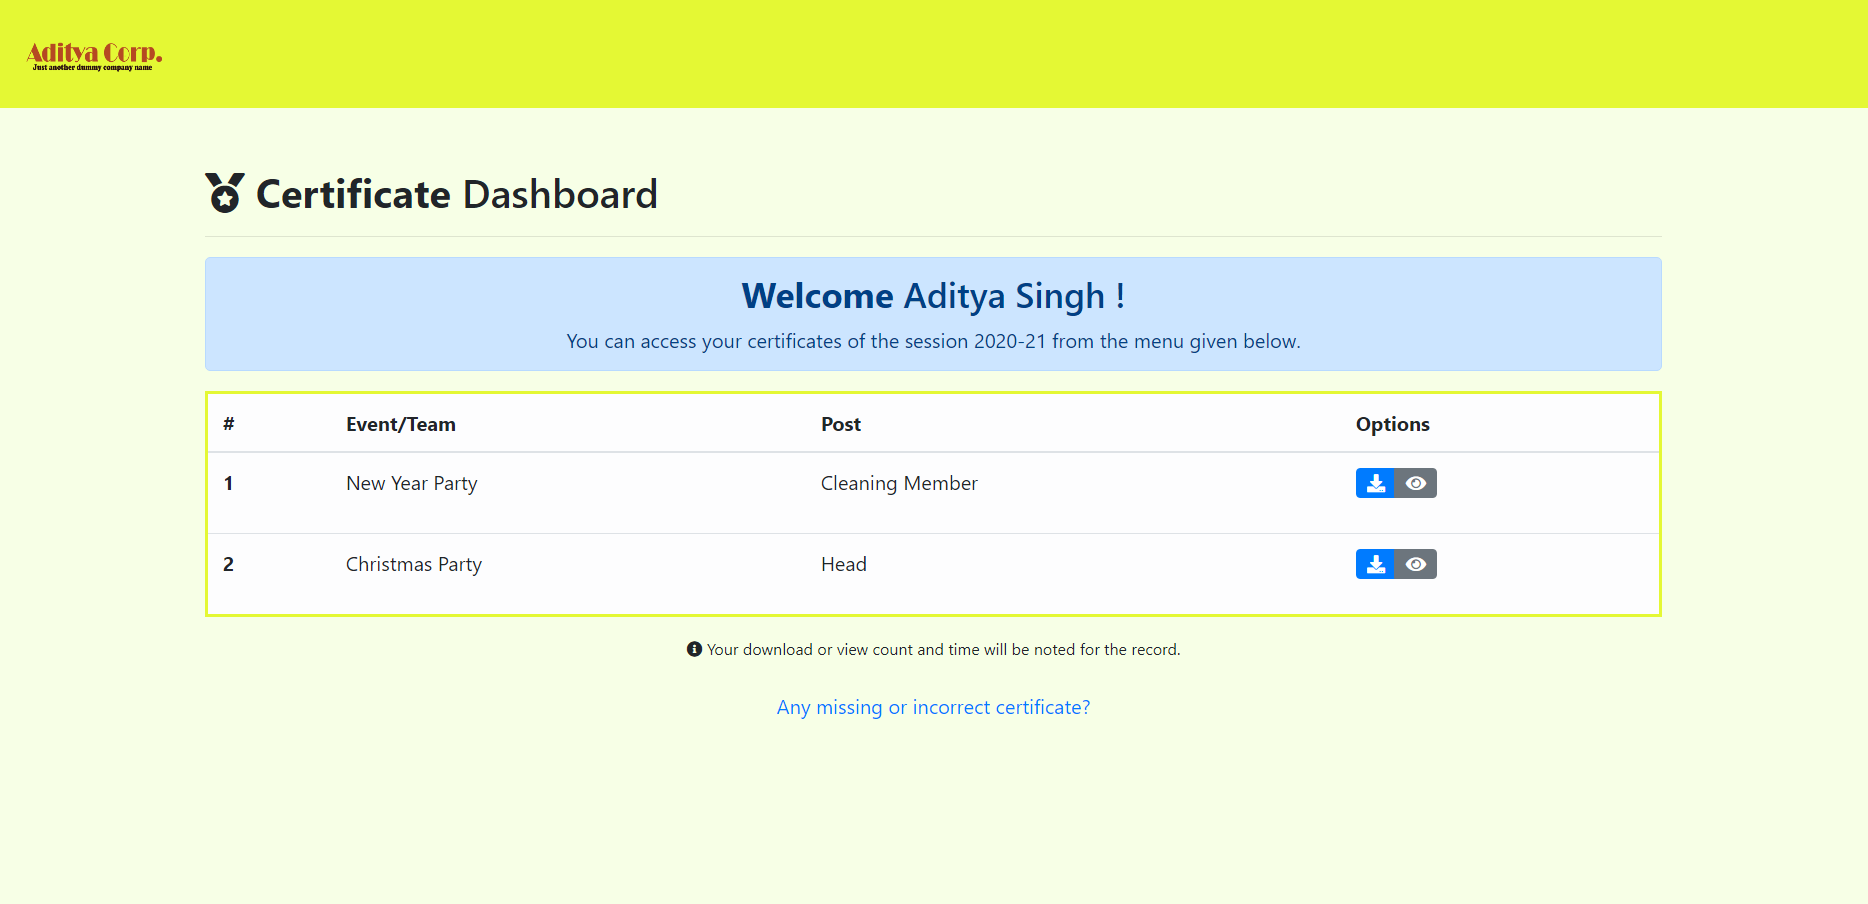 Aditya Corp.
Just another dummy company name
Certificate Dashboard
Welcome Aditya Singh !
You can access your certificates of the session 2020-21 from the menu given below.
# Event/Team Post Options
1 New Year Party Cleaning Member
2 Christmas Party Head
Your download or view count and time will be noted for the record.
Any missing or incorrect certificate?